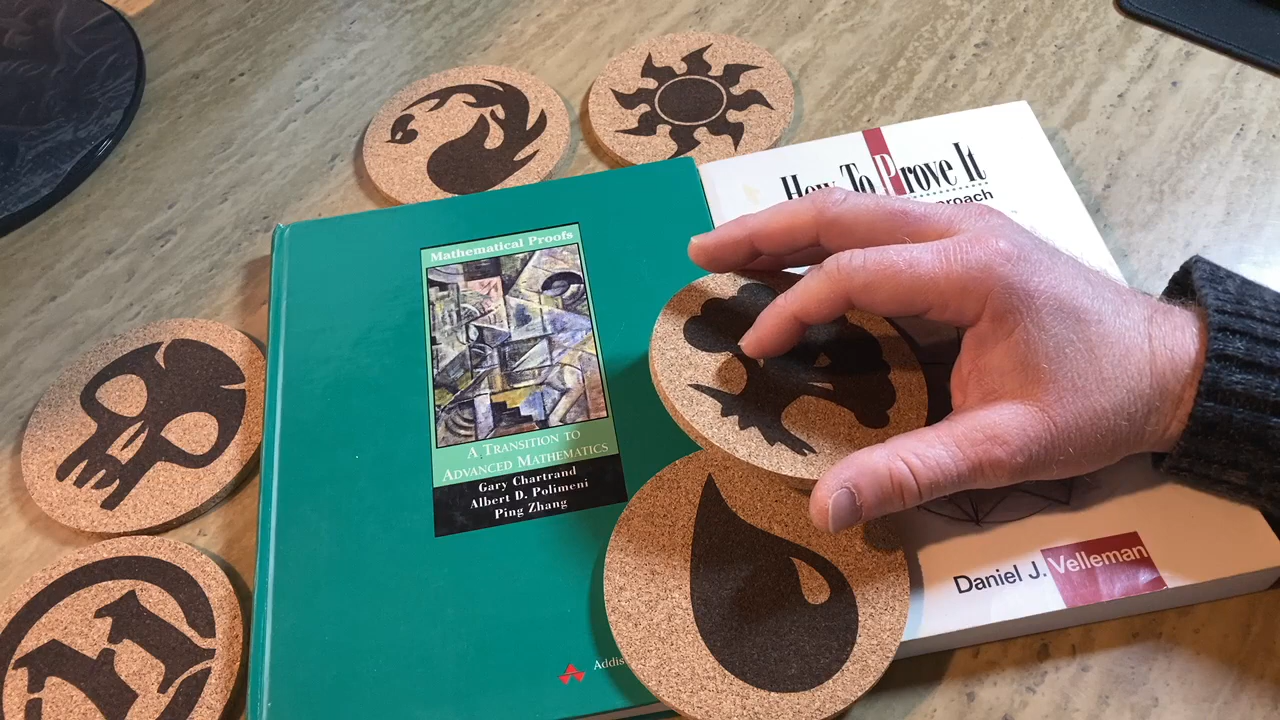 Mathematical Proofs
A Transition to
Advanced Mathematics
Gary Chartrand
Albert D. Polimeni
Ping Zhang
How To Prove It
Daniel J. Velleman